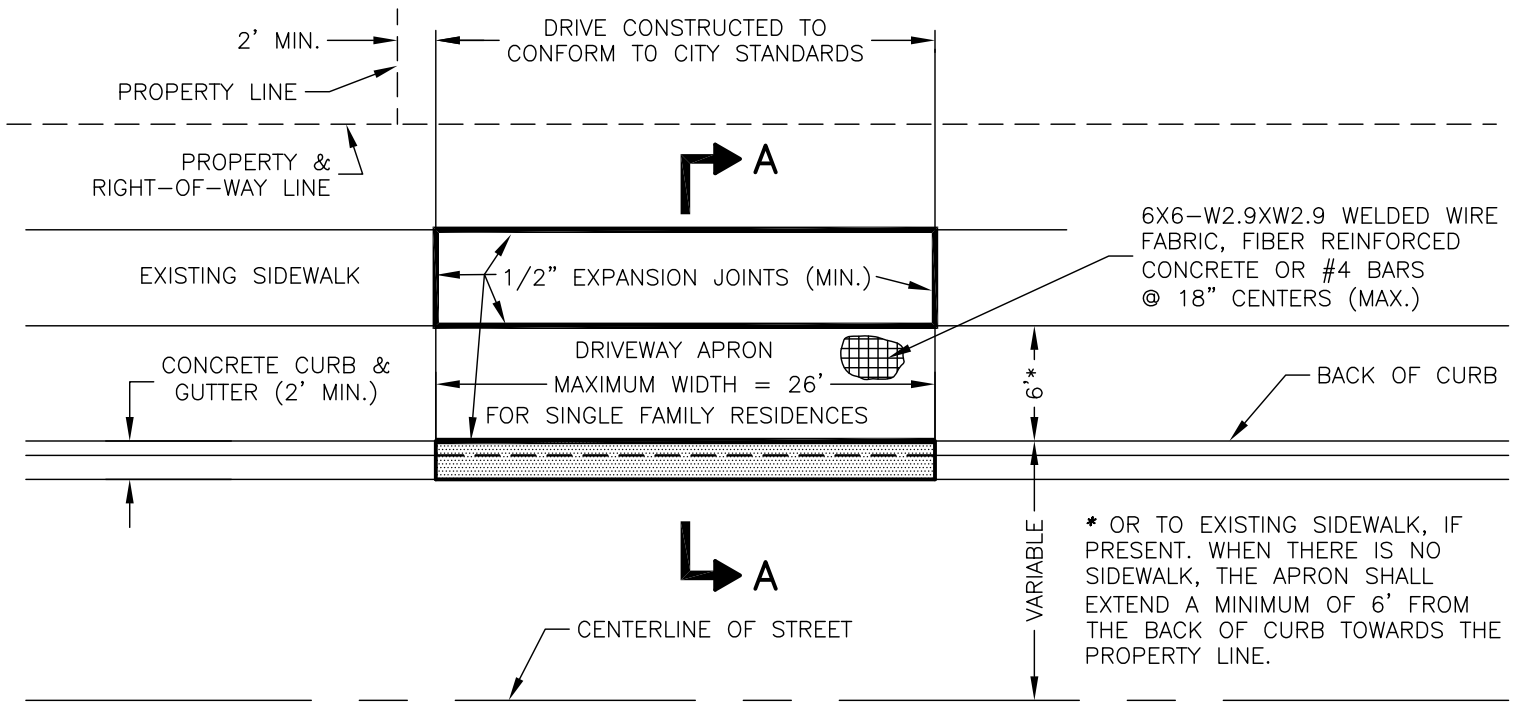 2' MIN.
DRIVE CONSTRUCTED TO
CONFORM TO CITY STANDARDS
PROPERTY LINE
PROPERTY &
RIGHT-OF-WAY LINE
A
6X6-W2.9XW2.9 WELDED WIRE
FABRIC, FIBER REINFORCED
CONCRETE OR #4 BARS
@ 18" CENTERS (MAX.)
EXISTING SIDEWALK
1/2" EXPANSION JOINTS (MIN.)
CONCRETE CURB &
GUTTER (2' MIN.)
DRIVEWAY APRON
MAXIMUM WIDTH = 26'
FOR SINGLE FAMILY RESIDENCES
6'*
BACK OF CURB
A
VARIABLE
* OR TO EXISTING SIDEWALK, IF
PRESENT. WHEN THERE IS NO
SIDEWALK, THE APRON SHALL
EXTEND A MINIMUM OF 6' FROM
THE BACK OF CURB TOWARDS THE
PROPERTY LINE.
CENTERLINE OF STREET